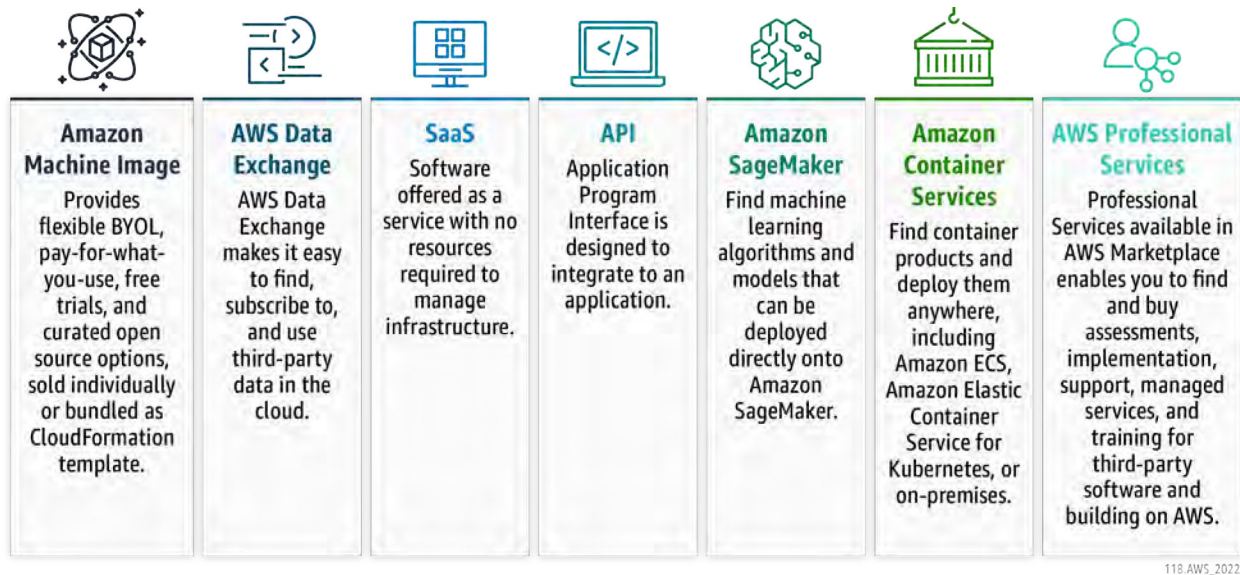 Amazon
Machine Image
Provides
flexible BYOL,
pay-for-what-
you-use, free
trials, and
curated open
source options,
sold individually
or bundled as
CloudFormation
template.
AWS Data
Exchange
AWS Data
Exchange
makes it easy
to find,
subscribe to,
and use
third-party
data in the
cloud.
SaaS
Software
offered as a
service with no
resources
required to
manage
infrastructure.
</>
API
Application
Program
Interface is
designed to
integrate to an
application.
Amazon
SageMaker
Find machine
learning
algorithms and
models that
can be
deployed
directly onto
Amazon
SageMaker.
Amazon
Container
Services
Find container
products and
deploy them
anywhere,
including
Amazon ECS,
Amazon Elastic
Container
Service for
Kubernetes, or
on-premises.
AWS Professional
Services
Professional
Services available in
AWS Marketplace
enables you to find
and buy
assessments,
implementation,
support, managed
services, and
training for
third-party
software and
building on AWS.
118.AWS_2022